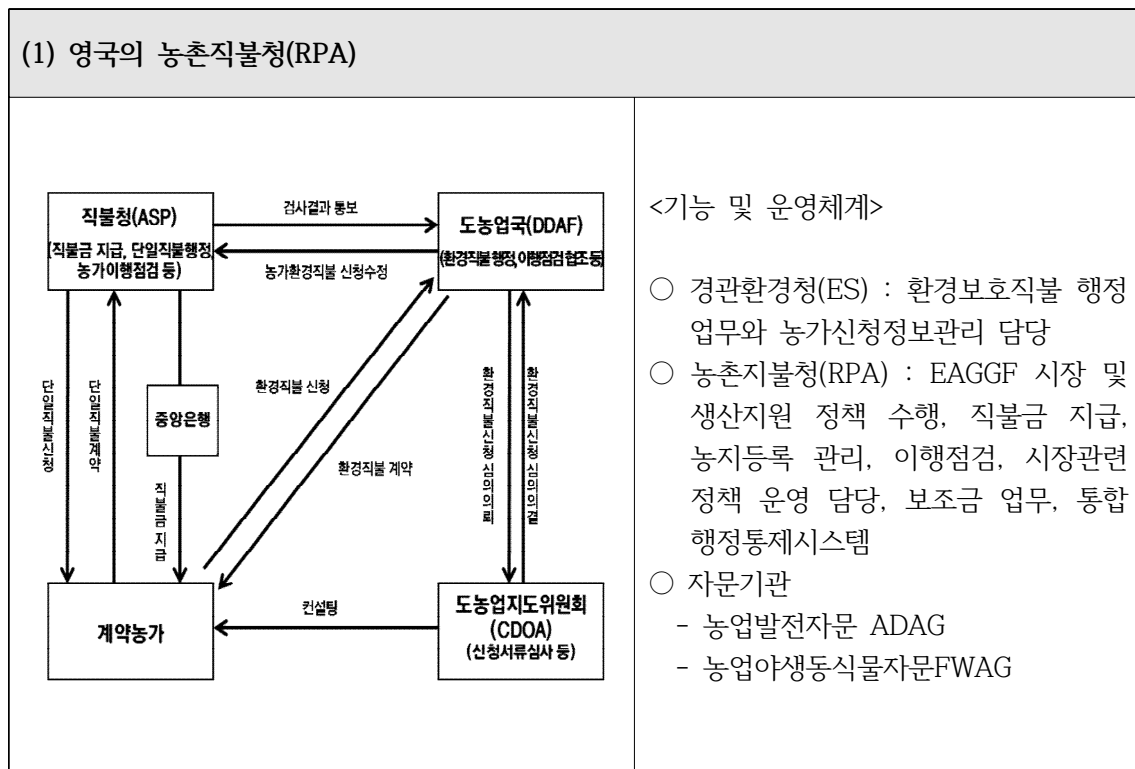 (1) 영국의 농촌직불청(RPA)
직불청(ASP)
(직불금 지급, 단일직불행정,
농가이행점검 등)
검사결과 통보
농가환경직불 신청수정
도농업국(DDAF)
(환경직불 행정, 이행점검 협조 등)
단일직불신청
단일직불계약
중앙은행
직불금 지급
환경직불 신청
환경직불 계약
환경직불신청 심의의뢰
환경직불신청 심의의결
계약농가
컨설팅
도농업지도위원회
(CDOA)
(신청서류심사 등)
<기능 및 운영체계>
○ 경관환경청(ES) : 환경보호직불 행정
업무와 농가신청정보관리 담당
○ 농촌지불청(RPA) : EAGGF 시장 및
생산지원 정책 수행, 직불금 지급,
농지등록 관리, 이행점검, 시장관련
정책 운영 담당, 보조금 업무, 통합
행정통제시스템
○ 자문기관
- 농업발전자문 ADAG
- 농업야생동식물자문FWAG